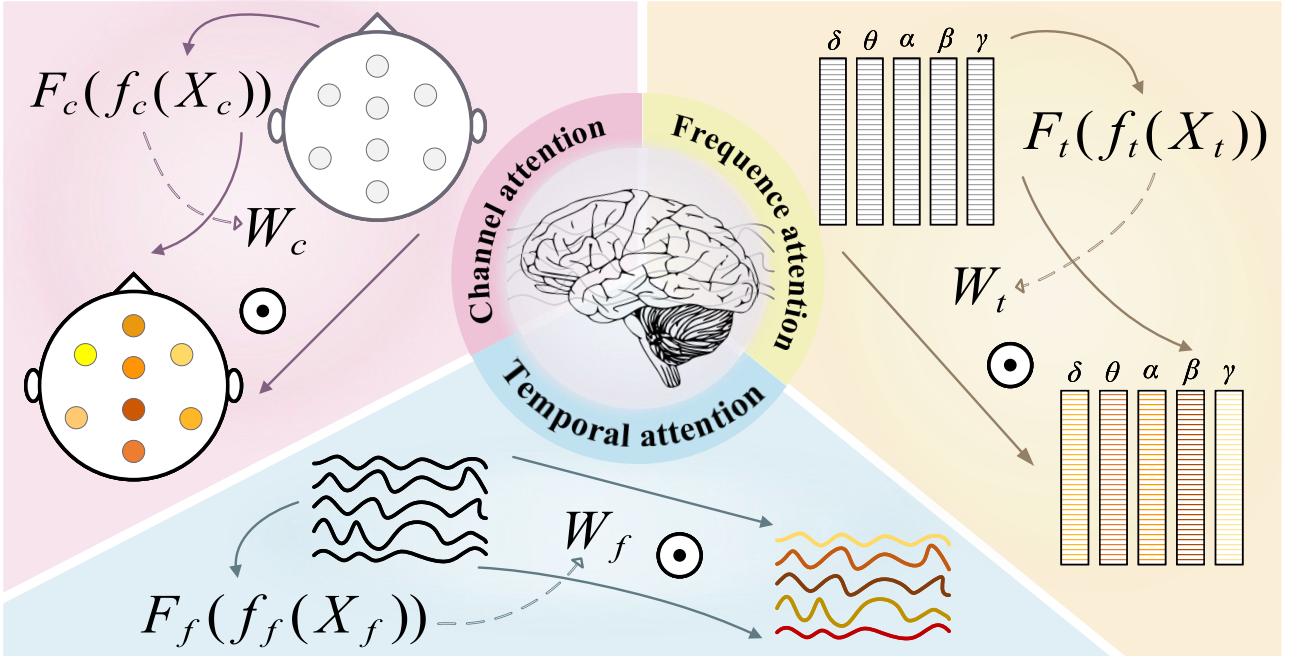 F_c(f_c(X_c))
W_c
Channel attention
Frequence attention
Temporal attention
δ θ α β γ
F_t(f_t(X_t))
W_t
δ θ α β γ
W_f
F_f(f_f(X_f))